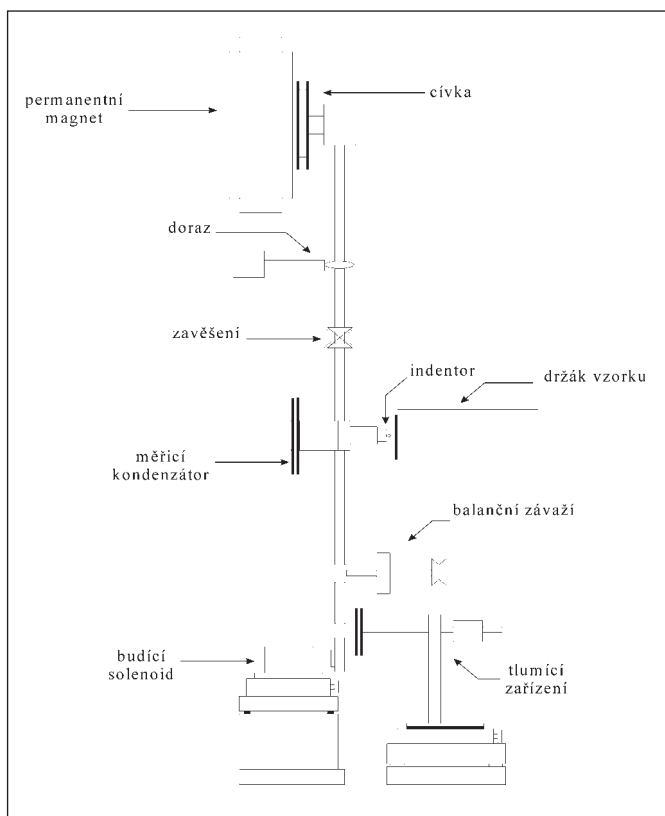 permanentní
magnet
cívka
doraz
zavěšení
indentor
držák vzorku
měřicí
kondenzátor
balanční závaží
budící
solenoid
tlumící
zařízení